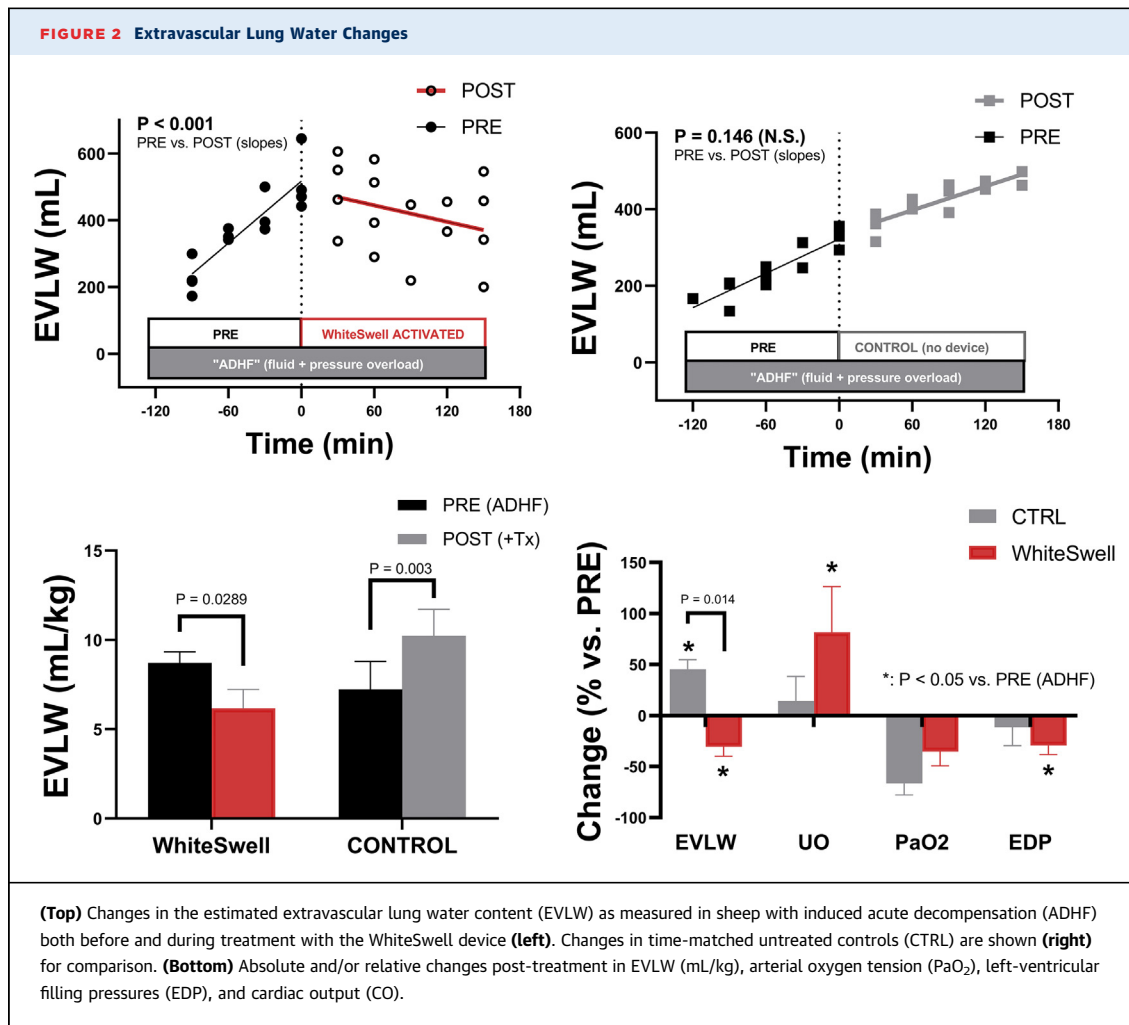 FIGURE 2 Extravascular Lung Water Changes
POST
PRE
P < 0.001
PRE vs. POST (slopes)
EVLW (mL)
600
400
200
0
PRE
WhiteSwell ACTIVATED
"ADHF" (fluid + pressure overload)
-120
-60
0
60
120
180
Time (min)
POST
PRE
P = 0.146 (N.S.)
PRE vs. POST (slopes)
EVLW (mL)
600
400
200
0
PRE
CONTROL (no device)
"ADHF" (fluid + pressure overload)
-120
-60
0
60
120
180
Time (min)
PRE (ADHF)
POST (+Tx)
EVLW (mL/kg)
15
10
5
0
P = 0.0289
P = 0.003
WhiteSwell
CONTROL
CTRL
WhiteSwell
Change (% vs. PRE)
150
100
50
0
-50
-100
P = 0.014
*
*
*
*
*: P < 0.05 vs. PRE (ADHF)
EVLW
UO
PaO2
EDP
(Top) Changes in the estimated extravascular lung water content (EVLW) as measured in sheep with induced acute decompensation (ADHF)
both before and during treatment with the WhiteSwell device (left). Changes in time-matched untreated controls (CTRL) are shown (right)
for comparison. (Bottom) Absolute and/or relative changes post-treatment in EVLW (mL/kg), arterial oxygen tension (PaO₂), left-ventricular
filling pressures (EDP), and cardiac output (CO).